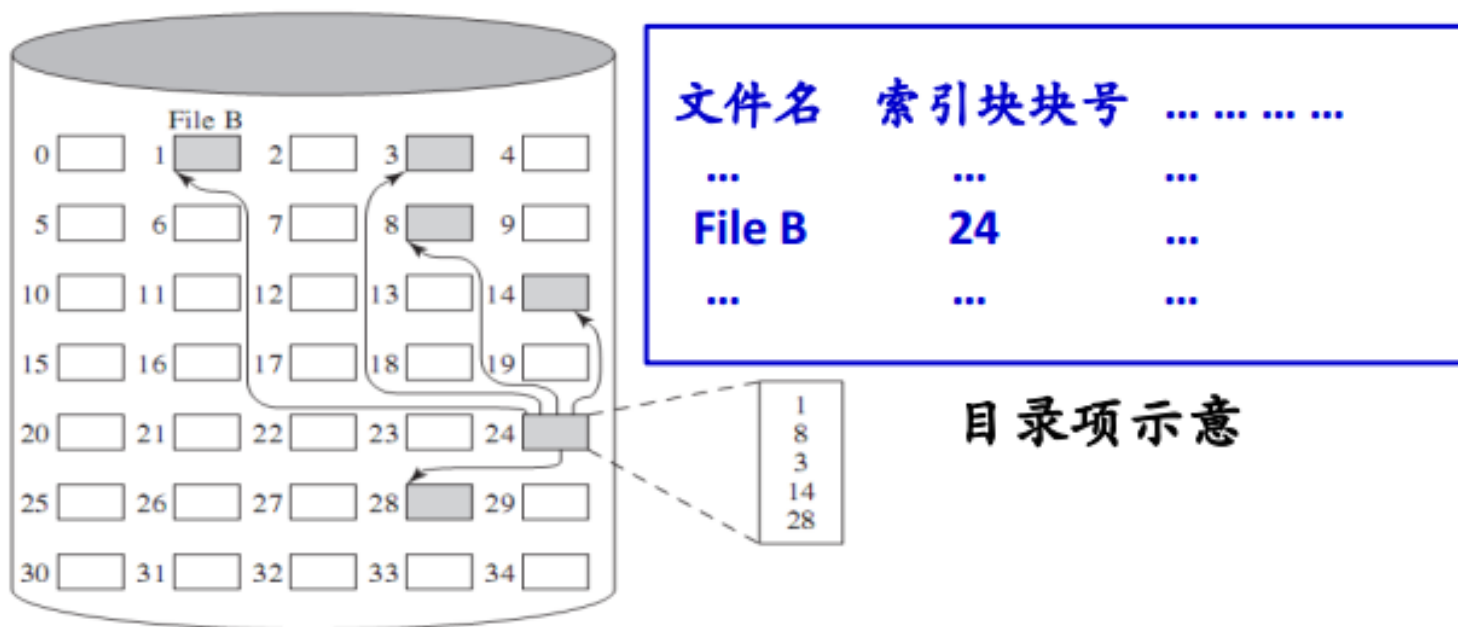 File B
0 1 2 3 4
5 6 7 8 9
10 11 12 13 14
15 16 17 18 19
20 21 22 23 24
25 26 27 28 29
30 31 32 33 34
文件名 索引块块号 … … … …
… … …
File B 24 …
… … …
1
8
3
14
28
目录项示意